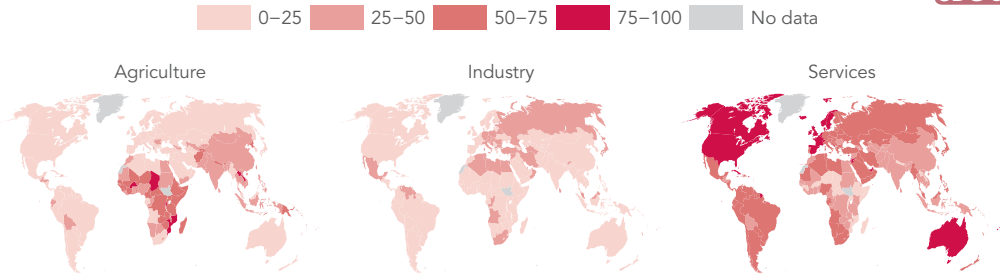 0–25 25–50 50–75 75–100 No data
Agriculture Industry Services